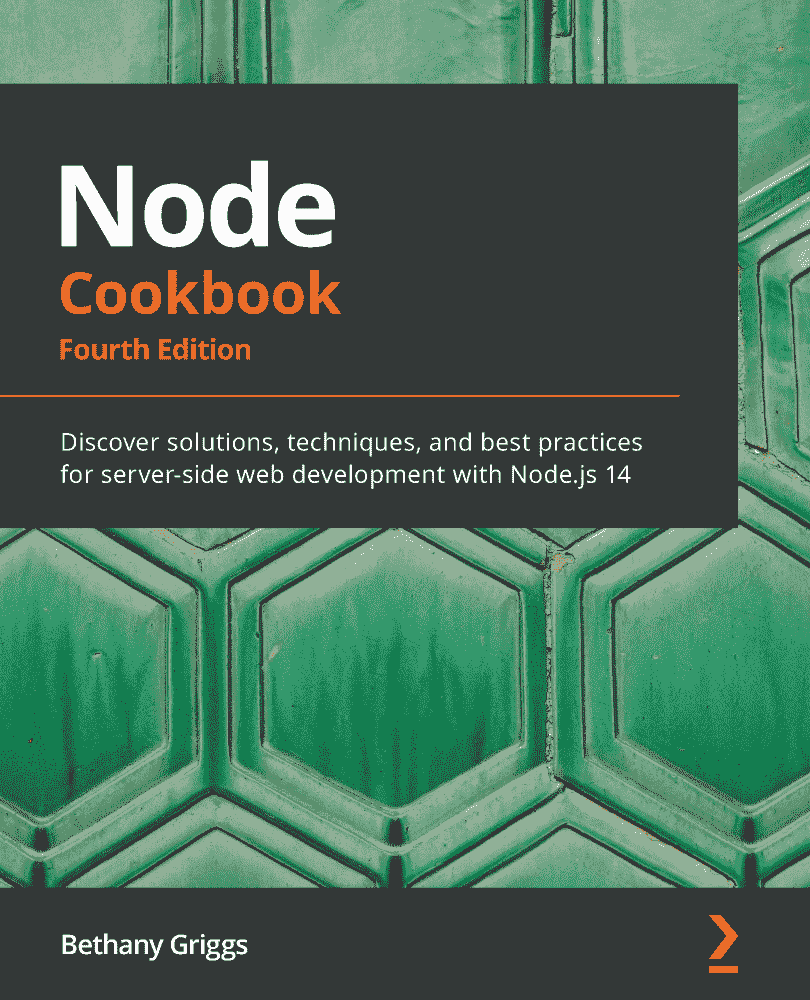 Node
Cookbook
Fourth Edition
Discover solutions, techniques, and best practices
for server-side web development with Node.js 14
Bethany Griggs